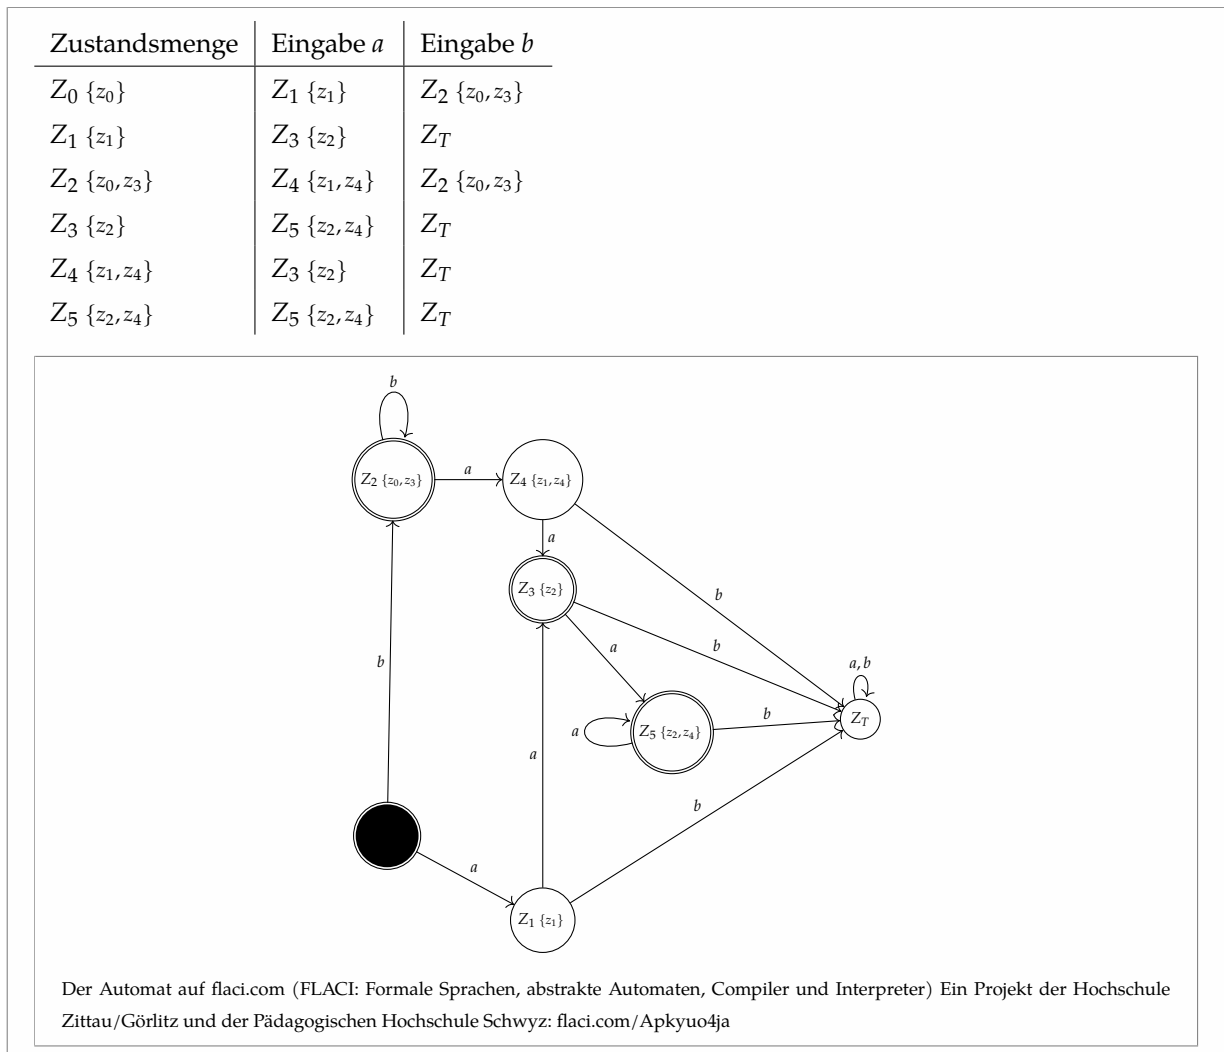 Zustandsmenge Eingabe a Eingabe b
Z0 {z0} Z1 {z1} Z2 {z0, z3}
Z1 {z1} Z3 {z2} ZT
Z2 {z0, z3} Z4 {z1, z4} Z2 {z0, z3}
Z3 {z2} Z5 {z2, z4} ZT
Z4 {z1, z4} Z3 {z2} ZT
Z5 {z2, z4} Z5 {z2, z4} ZT
b
Z2 {z0, z3} a Z4 {z1, z4}
a
Z3 {z2}
b
b
a
b
a, b
ZT
a Z5 {z2, z4} b
a
b
a
Z1 {z1}
Der Automat auf flaci.com (FLACI: Formale Sprachen, abstrakte Automaten, Compiler und Interpreter) Ein Projekt der Hochschule
Zittau/Görlitz und der Pädagogischen Hochschule Schwyz: flaci.com/Apkyuo4ja